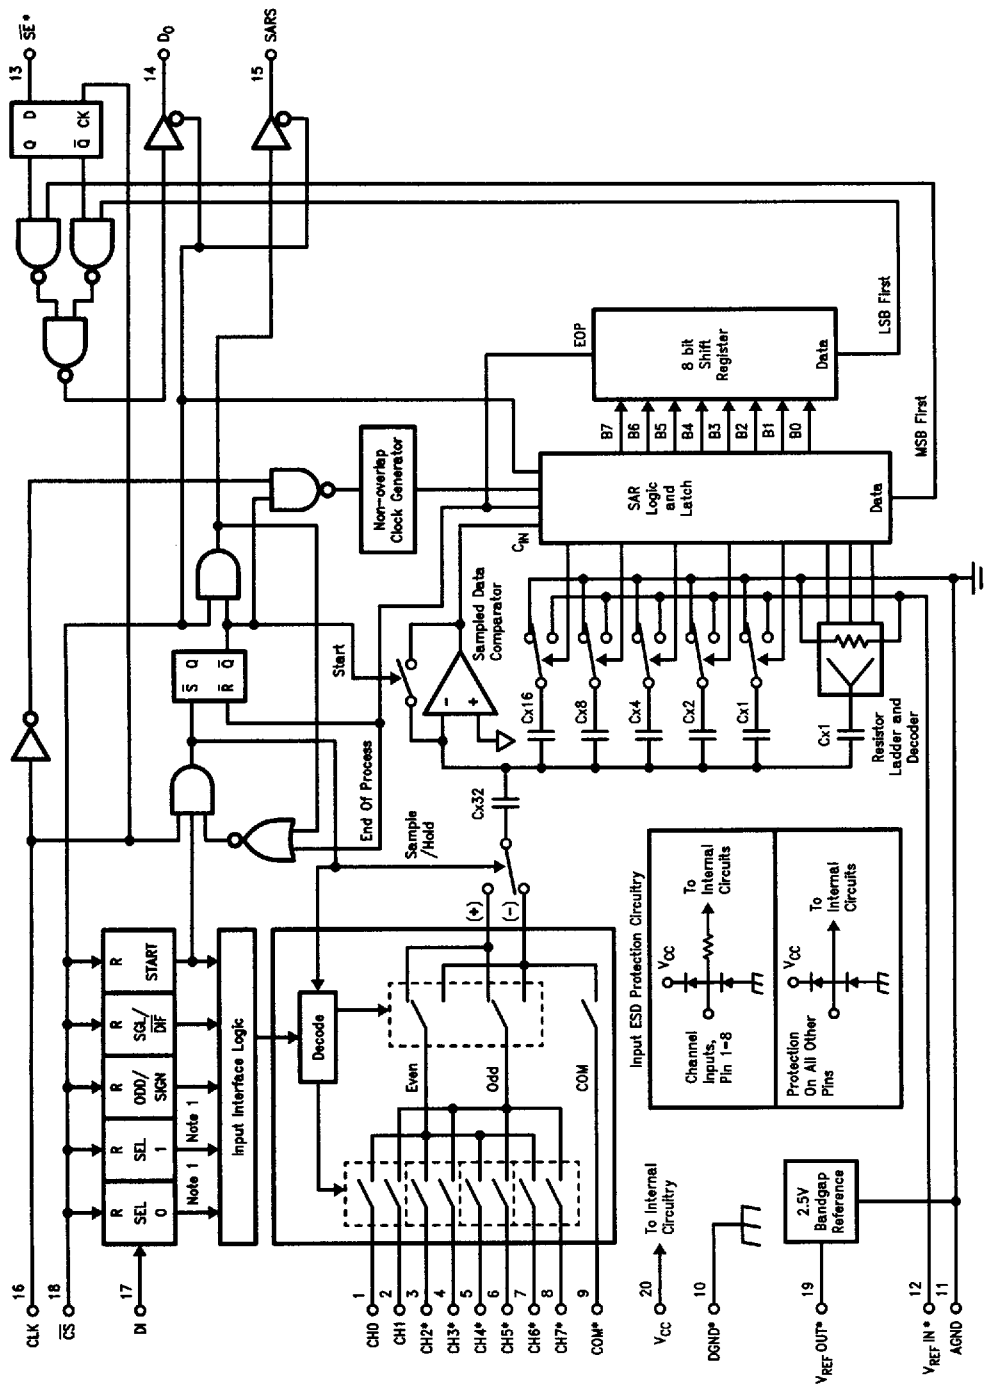 CLK 16
CS 18
DI 17
SEL 0 R
SEL 1 R
ODD/ SIGN R
SGL/ DIF R
START R
Note 1
Note 1
Input Interface Logic
Decode
Even
Odd
COM
CH0 1
CH1 2
CH2* 3
CH3* 4
CH4* 5
CH5* 6
CH6* 7
CH7* 8
COM* 9
(+)
(-)
Sample
/Hold
End Of Process
Start
S Q
R Q
Cx32
-
+
Sampled Data
Comparator
Non-overlap
Clock Generator
CIN
SAR
Logic
and
Latch
Data
B7
B6
B5
B4
B3
B2
B1
B0
EOP
8 bit
Shift
Register
Data
LSB First
MSB First
Q D
Q CK
13 SE*
14 DO
15 SARS
Cx16
Cx8
Cx4
Cx2
Cx1
Cx1
Resistor
Ladder and
Decoder
VCC 20
To Internal
Circuitry
DGND* 10
VREF OUT* 19
2.5V
Bandgap
Reference
VREF IN* 12
AGND 11
Input ESD Protection Circuitry
VCC
Channel
Inputs,
Pin 1-8
To
Internal
Circuits
VCC
Protection
On All Other
Pins
To
Internal
Circuits